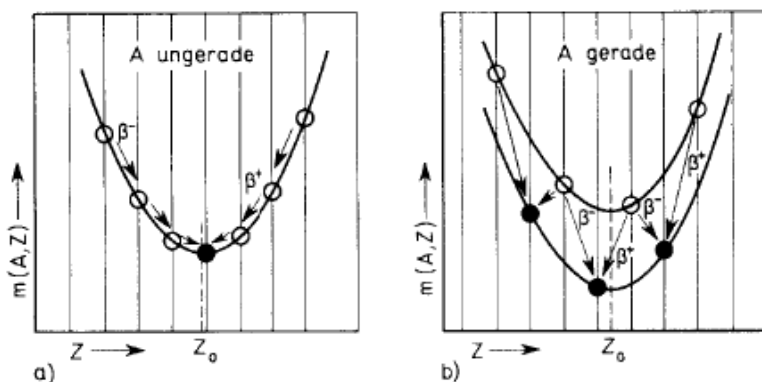 A ungerade
β⁻
β⁺
m(A,Z)
Z
Z₀
a)
A gerade
β⁺
β⁻
β⁻
β⁺
m(A,Z)
Z
Z₀
b)